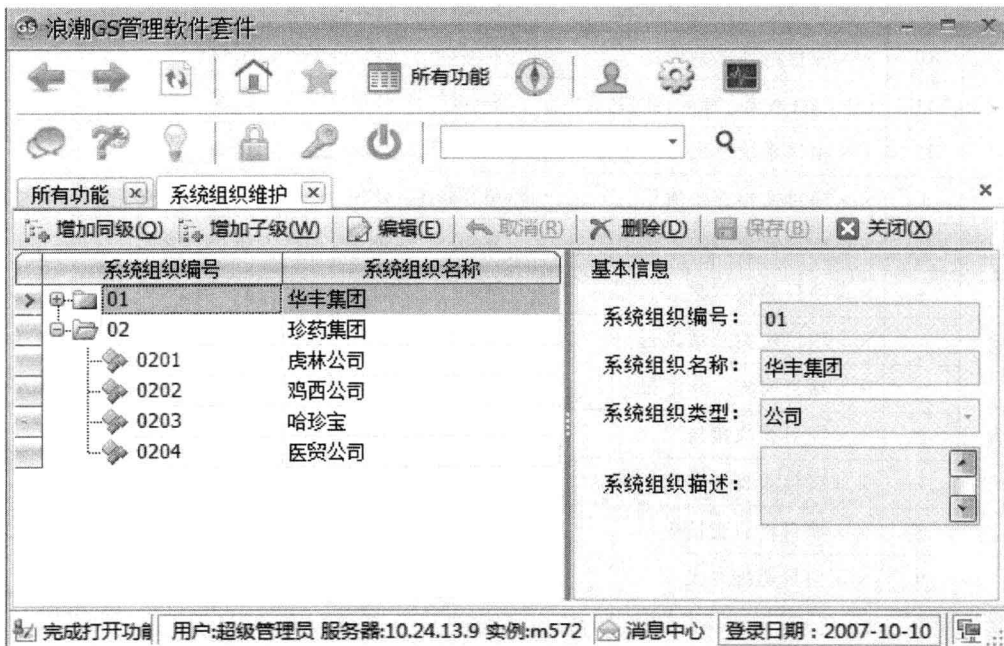 浪潮GS管理软件套件
所有功能
所有功能 系统组织维护
增加同级(Q) 增加子级(W) 编辑(E) 取消(R) 删除(D) 保存(B) 关闭(X)
系统组织编号 系统组织名称 基本信息
01 华丰集团
02 珍药集团
0201 虎林公司
0202 鸡西公司
0203 哈珍宝
0204 医贸公司
系统组织编号： 01
系统组织名称： 华丰集团
系统组织类型： 公司
系统组织描述：
完成打开功能 用户:超级管理员 服务器:10.24.13.9 实例:m572 消息中心 登录日期：2007-10-10